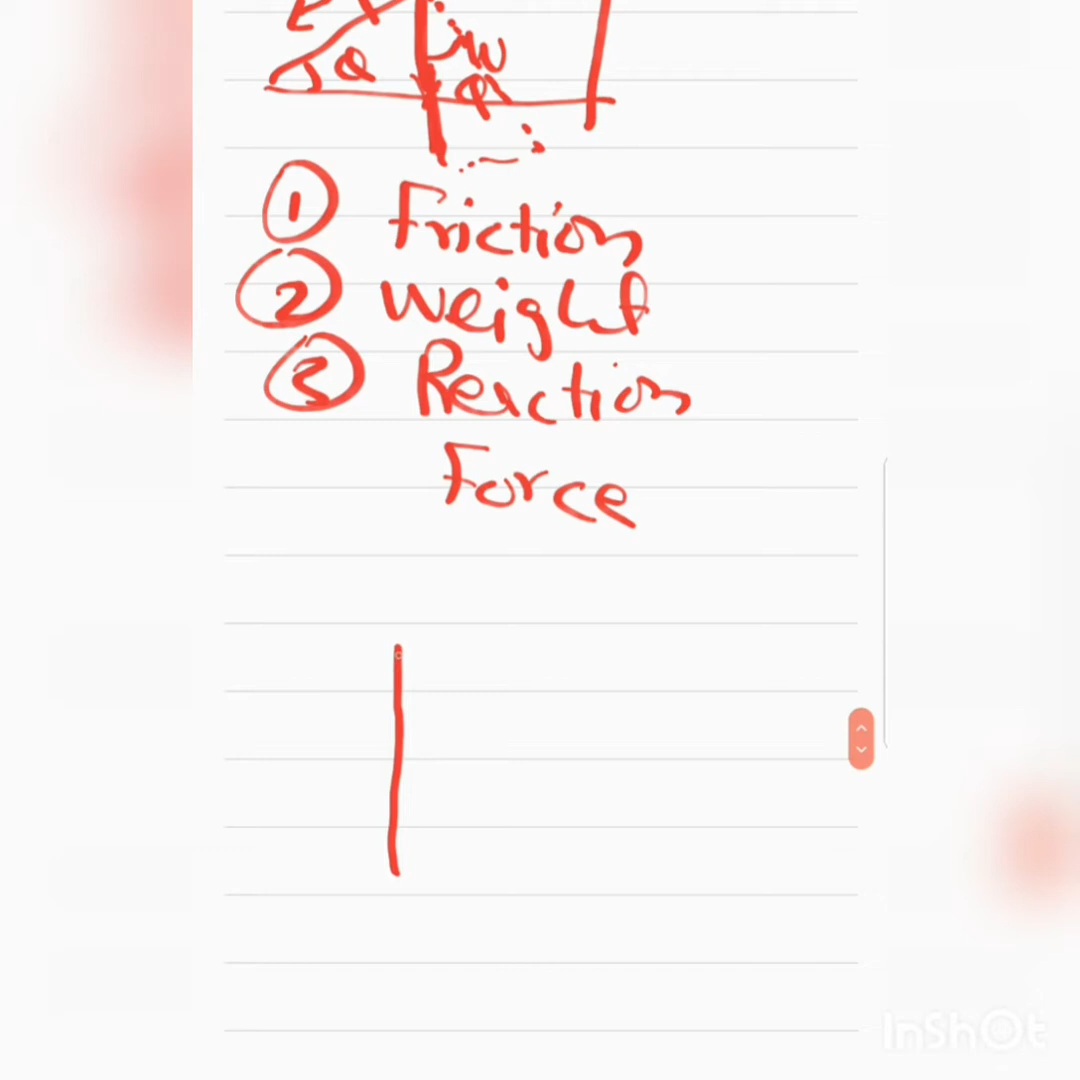 W
① Friction
② Weight
③ Reaction
Force
InShOt